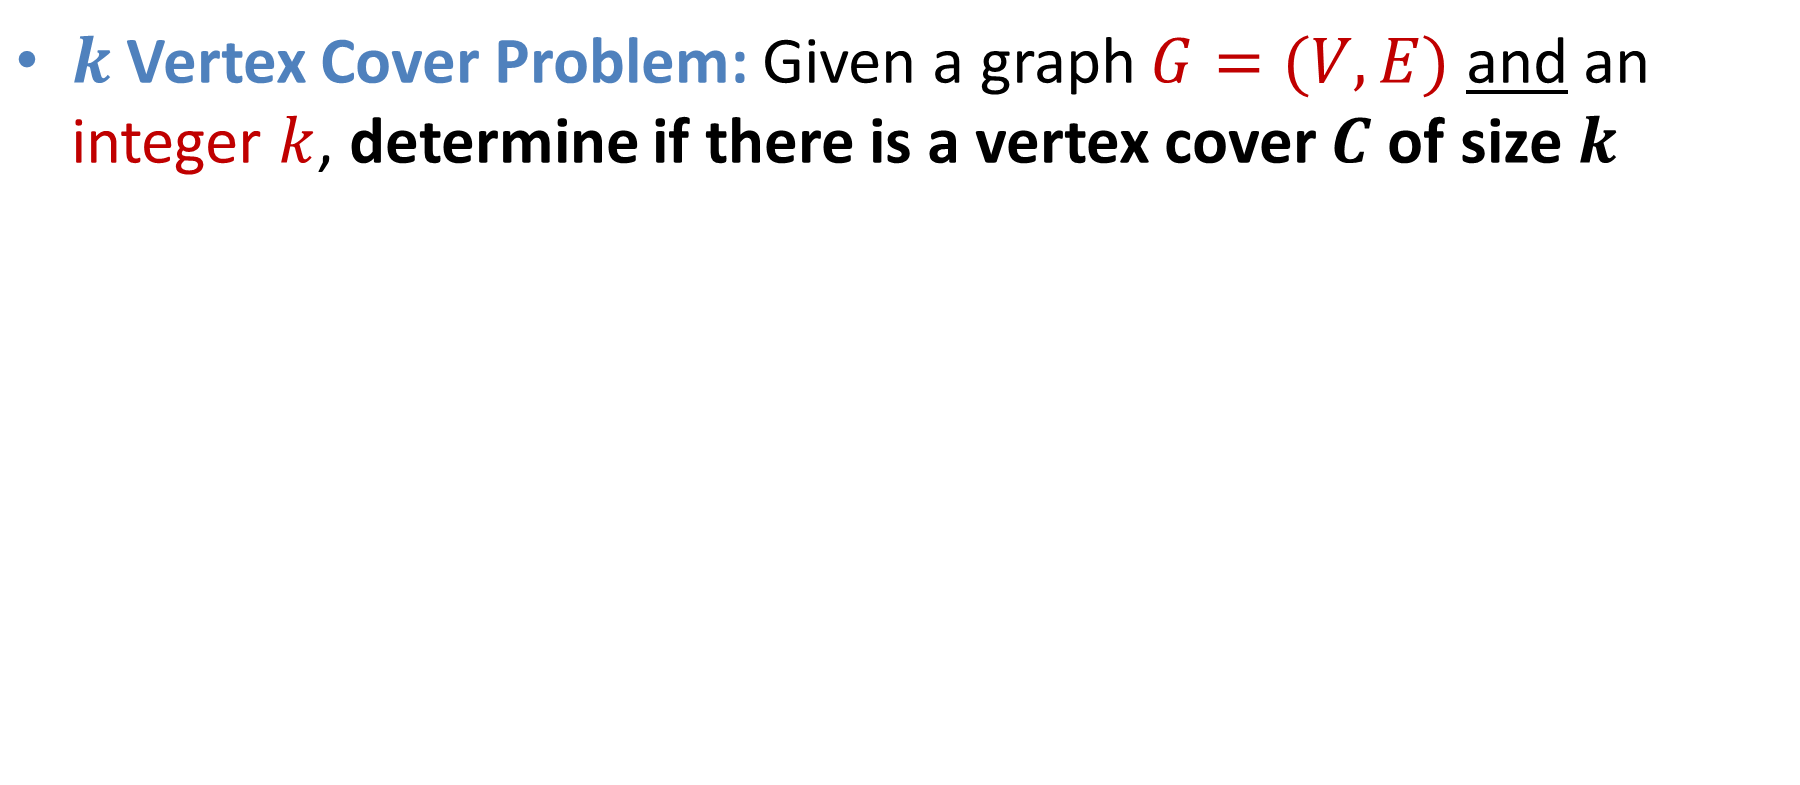 • k Vertex Cover Problem: Given a graph G = (V, E) and an
integer k, determine if there is a vertex cover C of size k